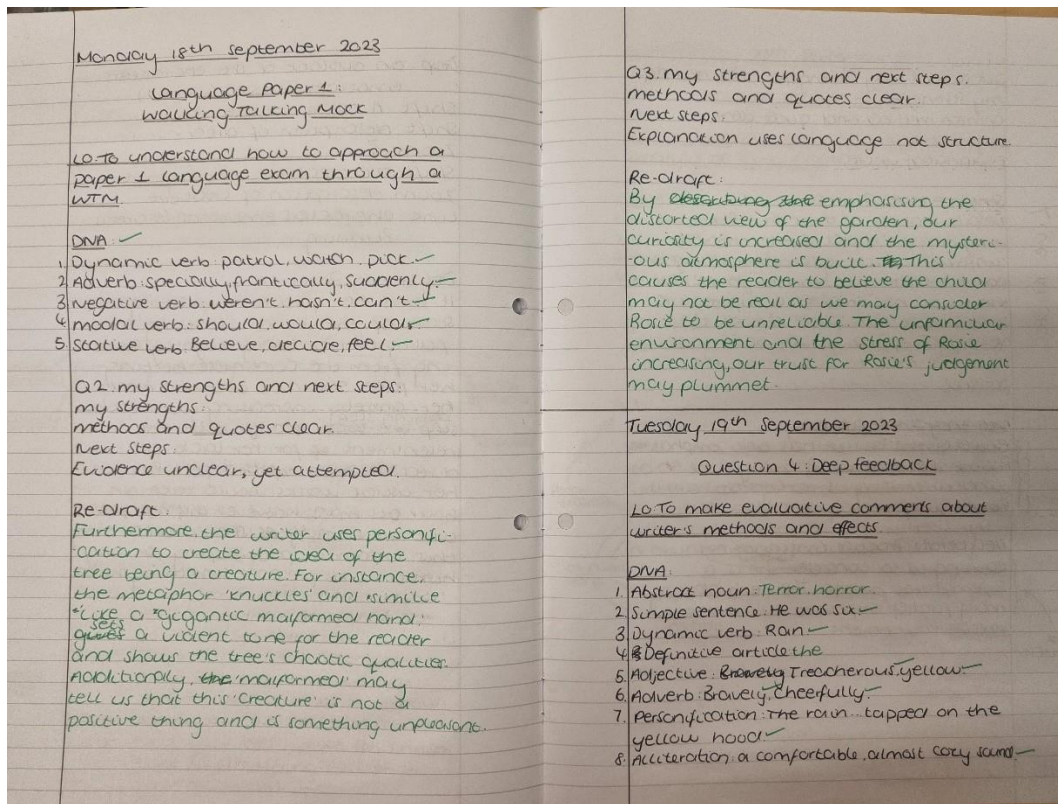 Monday 18th September 2023
Language Paper 1:
Walking Talking Mock
LO: To understand how to approach a
paper 1 language exam through a
WTM.
DNA:
1. Dynamic verb: patrol, watch, pick.
2 Adverb: specially, frantically, suddenly
3 Negative verb: weren't, hasn't, can't
4 modal verb: should, would, could
5 Stative verb: Believe, decide, feel
Q2. my strengths and next steps:
my strengths:
methods and quotes clear.
Next steps
Evidence unclear, yet attempted.
Re-draft:
Furthermore, the writer uses personifi-
-cation to create the idea of the
tree being a creature. For instance,
the metaphor 'knuckles' and simile
"Like a "gigantic malformed hand'
gives sets a violent tone for the reader
and shows the tree's chaotic qualities.
Additionally, the 'malformed' may
tell us that this 'creature' is not a
positive thing and is something unpleasant.
Q3. my strengths and next steps.
methods and quotes clear.
Next steps:
Explanation uses language not structure
Re-draft:
By describing the emphasising the
distorted view of the garden, our
curiosity is increased and the myster-
-ous atmosphere is built. This
causes the reader to believe the child
may not be real as we may consider
Rosie to be unreliable. The unfamiliar
environment and the stress of Rosie
increasing, our trust for Rosie's judgement
may plummet.
Tuesday 19th September 2023
Question 4: Deep feedback
LO: To make evaluative comments about
writer's methods and effects
DNA:
1. Abstract noun: Terror, horror.
2 Simple sentence: He was six
3 Dynamic verb: Ran
4 Definitive article: the
5. Adjective: Bravely Treacherous, yellow
6. Adverb: Bravely, Cheerfully
7. Personification: The rain... tapped on the
yellow hood
8. Alliteration: a comfortable, almost cozy sound